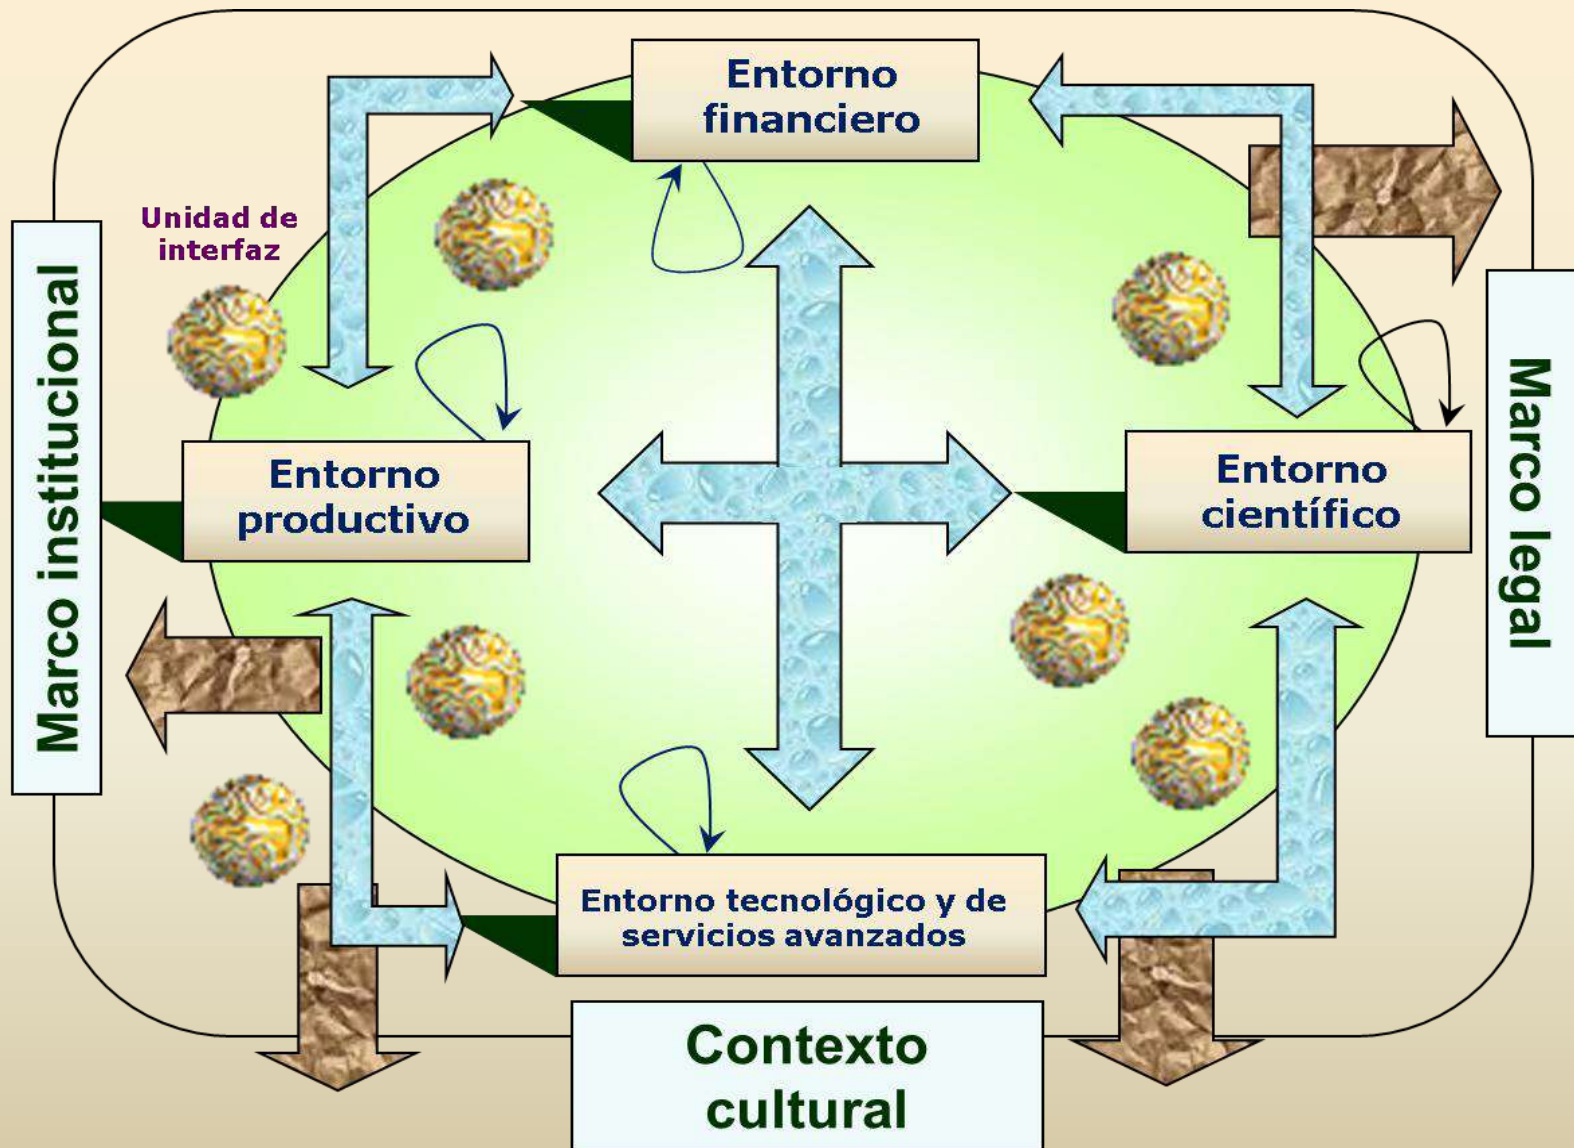 Entorno
financiero
Unidad de
interfaz
Marco institucional
Entorno
productivo
Entorno
científico
Marco legal
Entorno tecnológico y de
servicios avanzados
Contexto
cultural